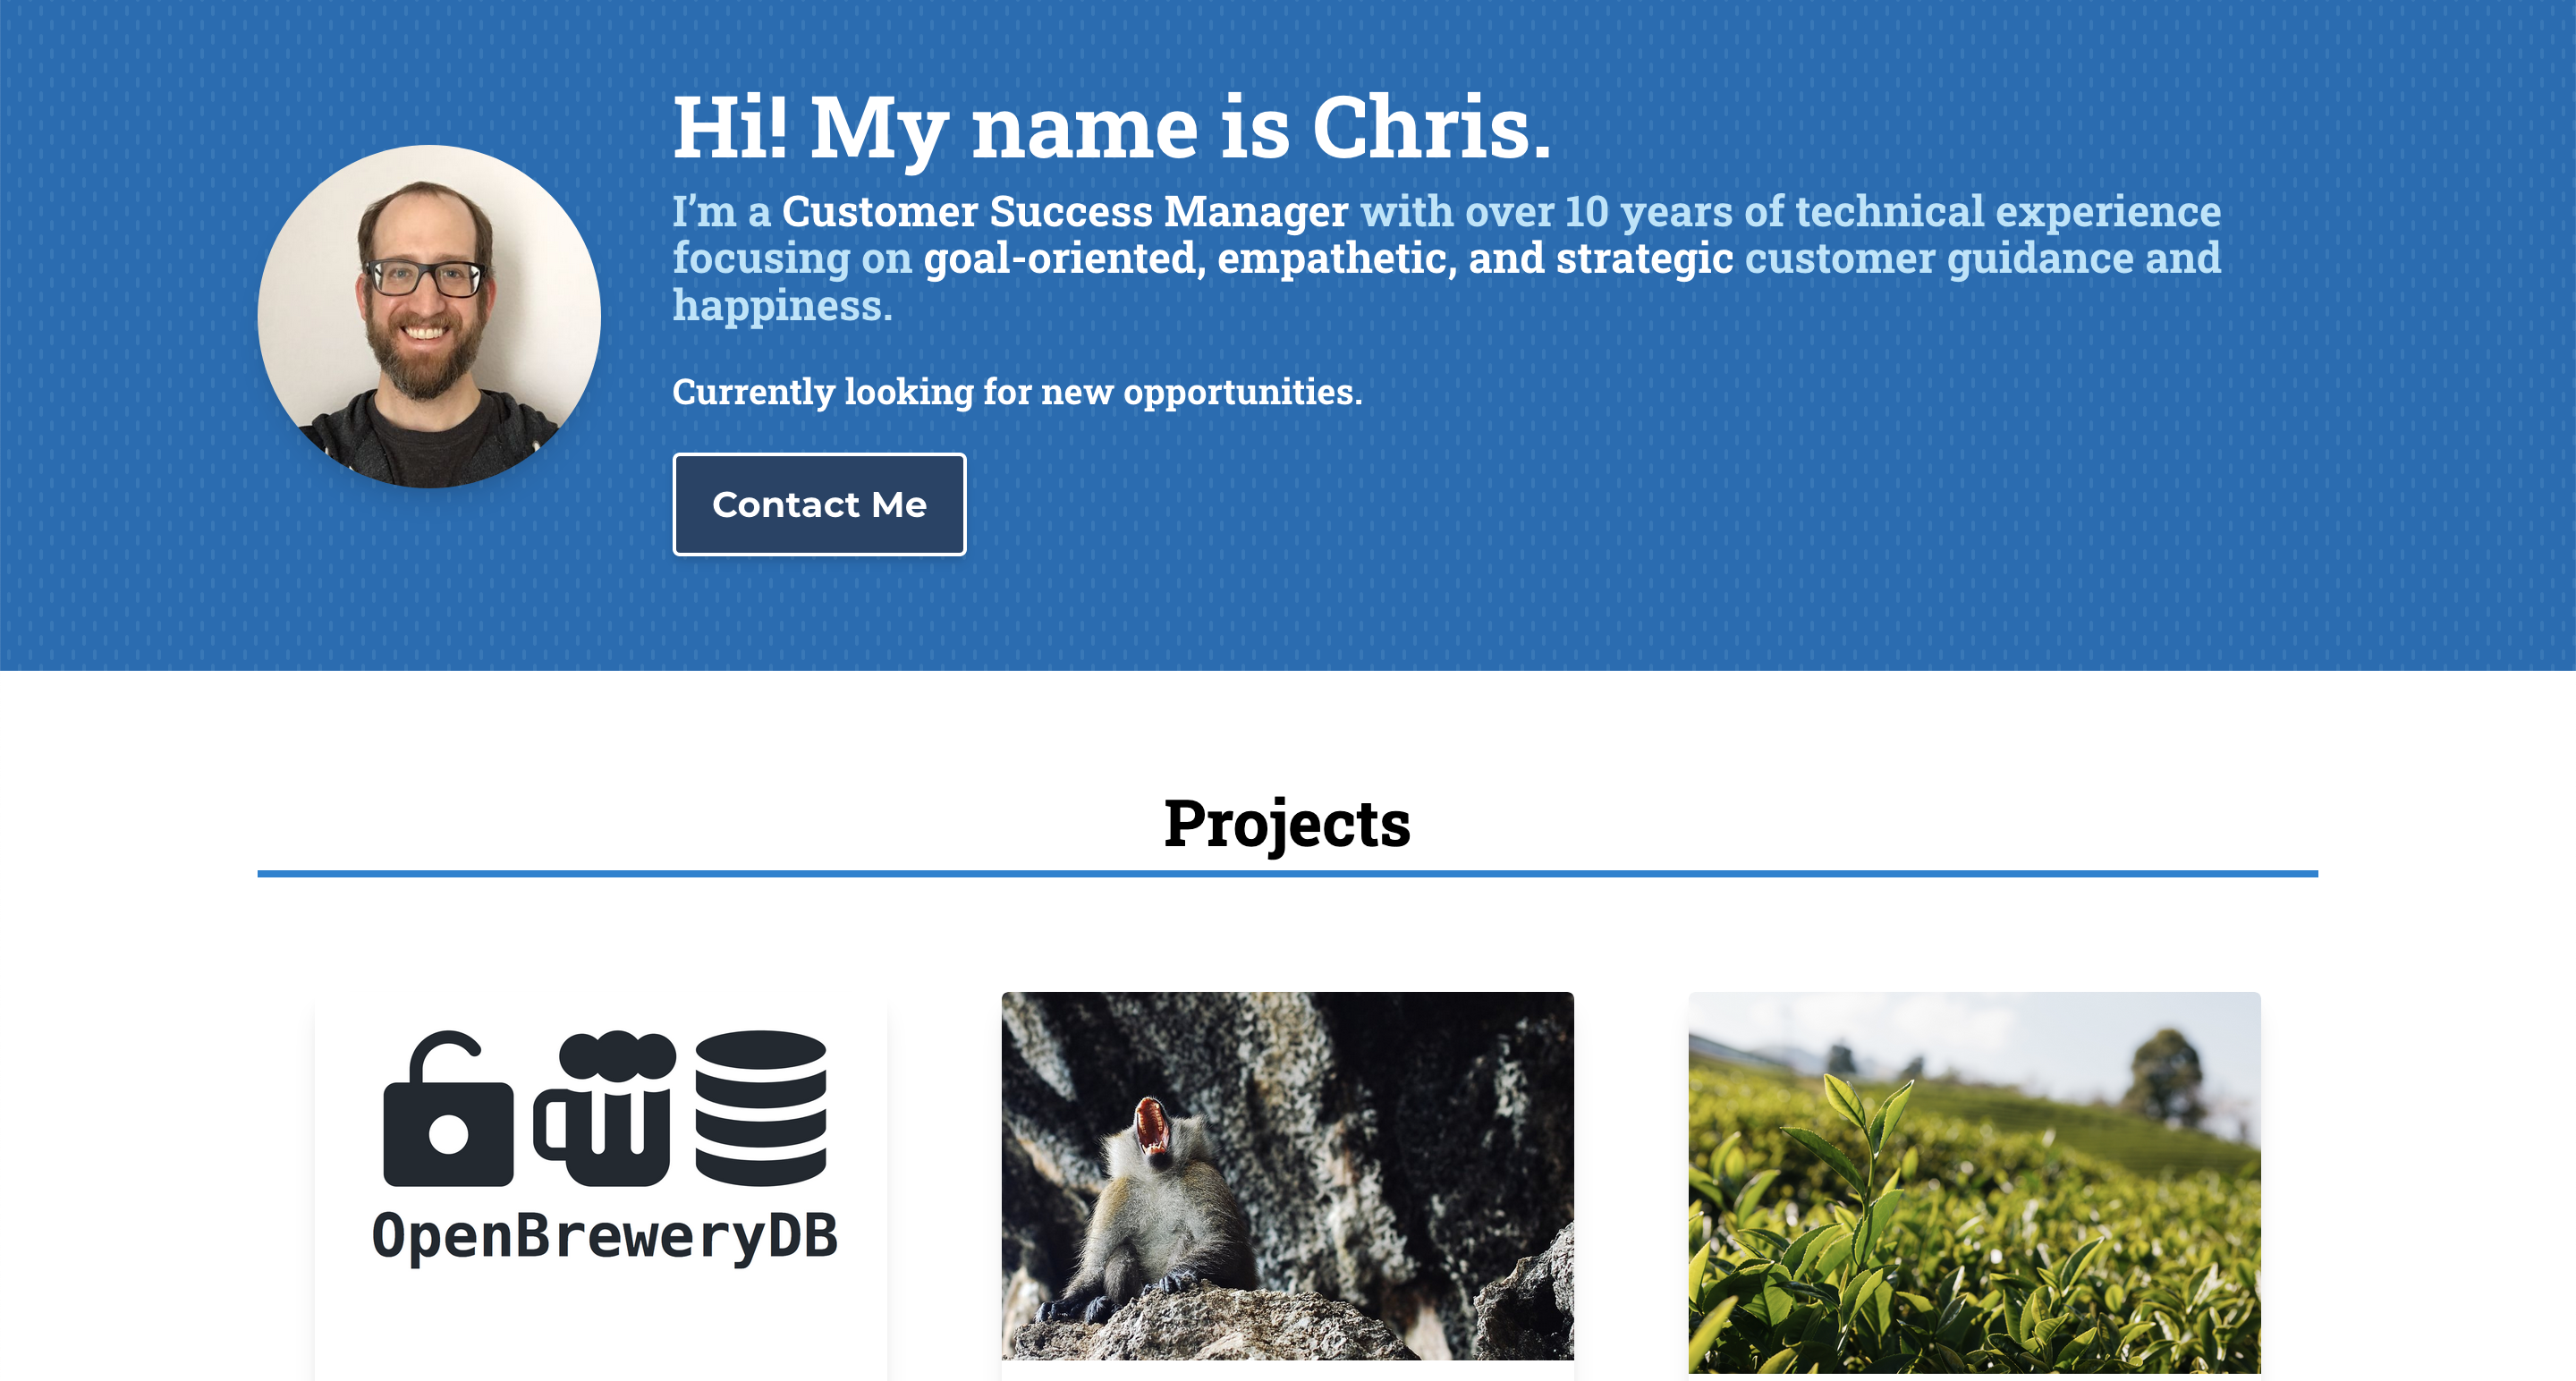 Hi! My name is Chris.
I’m a Customer Success Manager with over 10 years of technical experience
focusing on goal-oriented, empathetic, and strategic customer guidance and
happiness.
Currently looking for new opportunities.
Contact Me
Projects
OpenBreweryDB